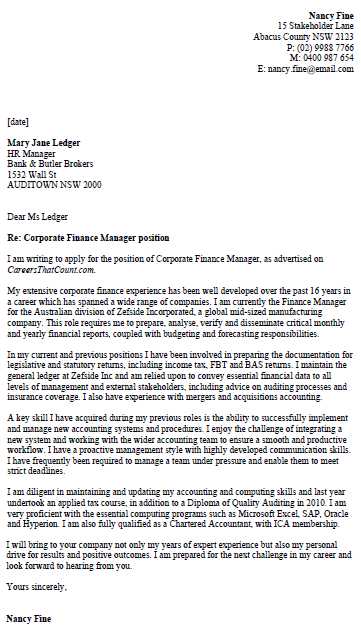 Nancy Fine
15 Stakeholder Lane
Abacus County NSW 2123
P: (02) 9988 7766
M: 0400 987 654
E: nancy.fine@email.com
[date]
Mary Jane Ledger
HR Manager
Bank & Butler Brokers
1532 Wall St
AUDITOWN NSW 2000
Dear Ms Ledger
Re: Corporate Finance Manager position
I am writing to apply for the position of Corporate Finance Manager, as advertised on
CareersThatCount.com.
My extensive corporate finance experience has been well developed over the past 16 years in
a career which has spanned a wide range of companies. I am currently the Finance Manager
for the Australian division of Zefside Incorporated, a global mid-sized manufacturing
company. This role requires me to prepare, analyse, verify and disseminate critical monthly
and yearly financial reports, coupled with budgeting and forecasting responsibilities.
In my current and previous positions I have been involved in preparing the documentation for
legislative and statutory returns, including income tax, FBT and BAS returns. I maintain the
general ledger at Zefside Inc and am relied upon to convey essential financial data to all
levels of management and external stakeholders, including advice on auditing processes and
insurance coverage. I also have experience with mergers and acquisitions accounting.
A key skill I have acquired during my previous roles is the ability to successfully implement
and manage new accounting systems and procedures. I enjoy the challenge of integrating a
new system and working with the wider accounting team to ensure a smooth and productive
workflow. I have a proactive management style with highly developed communication skills.
I have frequently been required to manage a team under pressure and enable them to meet
strict deadlines.
I am diligent in maintaining and updating my accounting and computing skills and last year
undertook an applied tax course, in addition to a Diploma of Quality Auditing in 2010. I am
very proficient with the essential computing programs such as Microsoft Excel, SAP, Oracle
and Hyperion. I am also fully qualified as a Chartered Accountant, with ICA membership.
I will bring to your company not only my years of expert experience but also my personal
drive for results and positive outcomes. I am prepared for the next challenge in my career and
look forward to hearing from you.
Yours sincerely,
Nancy Fine